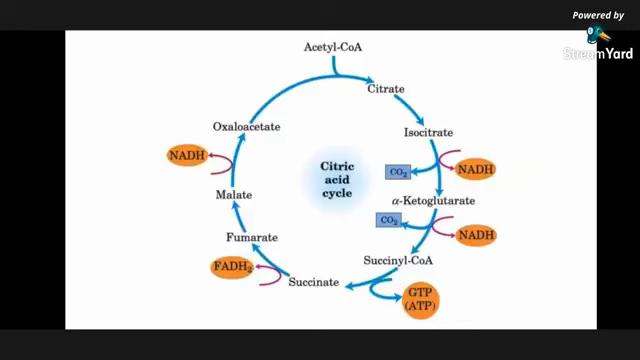 Powered by
StreamYard
Acetyl-CoA
Citrate
Isocitrate
NADH
CO₂
α-Ketoglutarate
CO₂
NADH
Succinyl-CoA
GTP
(ATP)
Succinate
FADH₂
Fumarate
Malate
NADH
Oxaloacetate
Citric
acid
cycle